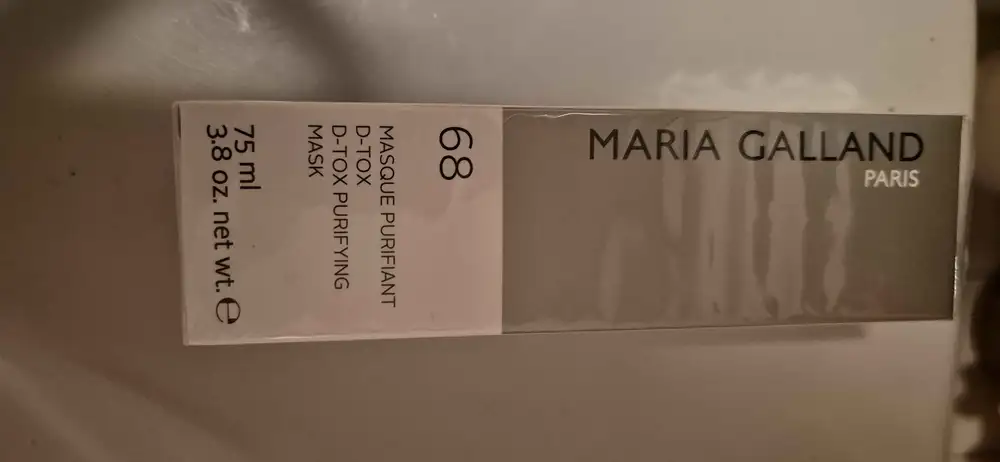 MARIA GALLAND
PARIS
68
MASQUE PURIFIANT
D-TOX
D-TOX PURIFYING
MASK
75 ml
3.8 oz. net wt. ℮